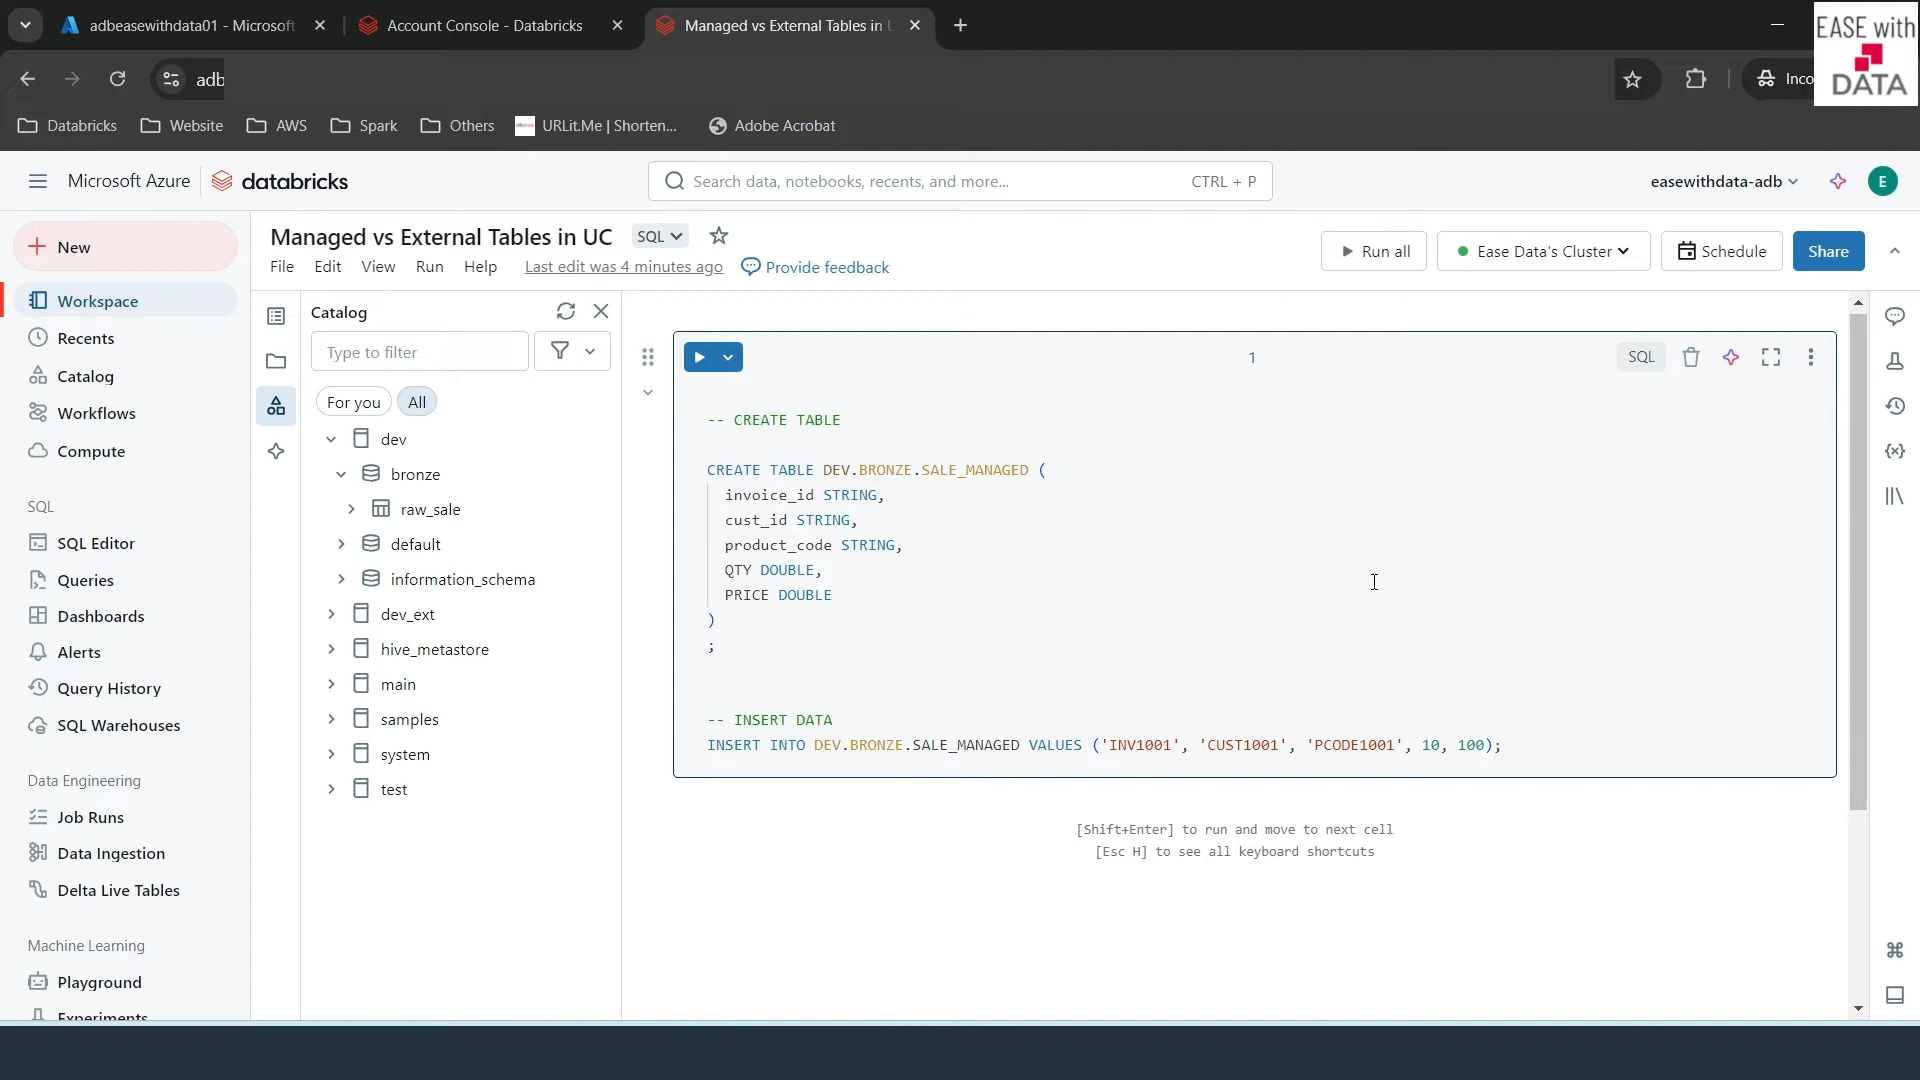 adbeasewithdata01 - Microsoft
Account Console - Databricks
Managed vs External Tables in U
EASE with
DATA
adb
Inco
Databricks
Website
AWS
Spark
Others
URLit.Me | Shorten...
Adobe Acrobat
Microsoft Azure
databricks
Search data, notebooks, recents, and more...
CTRL + P
easewithdata-adb
E
New
Workspace
Recents
Catalog
Workflows
Compute
SQL
SQL Editor
Queries
Dashboards
Alerts
Query History
SQL Warehouses
Data Engineering
Job Runs
Data Ingestion
Delta Live Tables
Machine Learning
Playground
Experiments
Managed vs External Tables in UC
SQL
File
Edit
View
Run
Help
Last edit was 4 minutes ago
Provide feedback
Run all
Ease Data's Cluster
Schedule
Share
Catalog
Type to filter
For you
All
dev
bronze
raw_sale
default
information_schema
dev_ext
hive_metastore
main
samples
system
test
1
SQL
-- CREATE TABLE
CREATE TABLE DEV.BRONZE.SALE_MANAGED (
invoice_id STRING,
cust_id STRING,
product_code STRING,
QTY DOUBLE,
PRICE DOUBLE
)
;
-- INSERT DATA
INSERT INTO DEV.BRONZE.SALE_MANAGED VALUES ('INV1001', 'CUST1001', 'PCODE1001', 10, 100);
[Shift+Enter] to run and move to next cell
[Esc H] to see all keyboard shortcuts